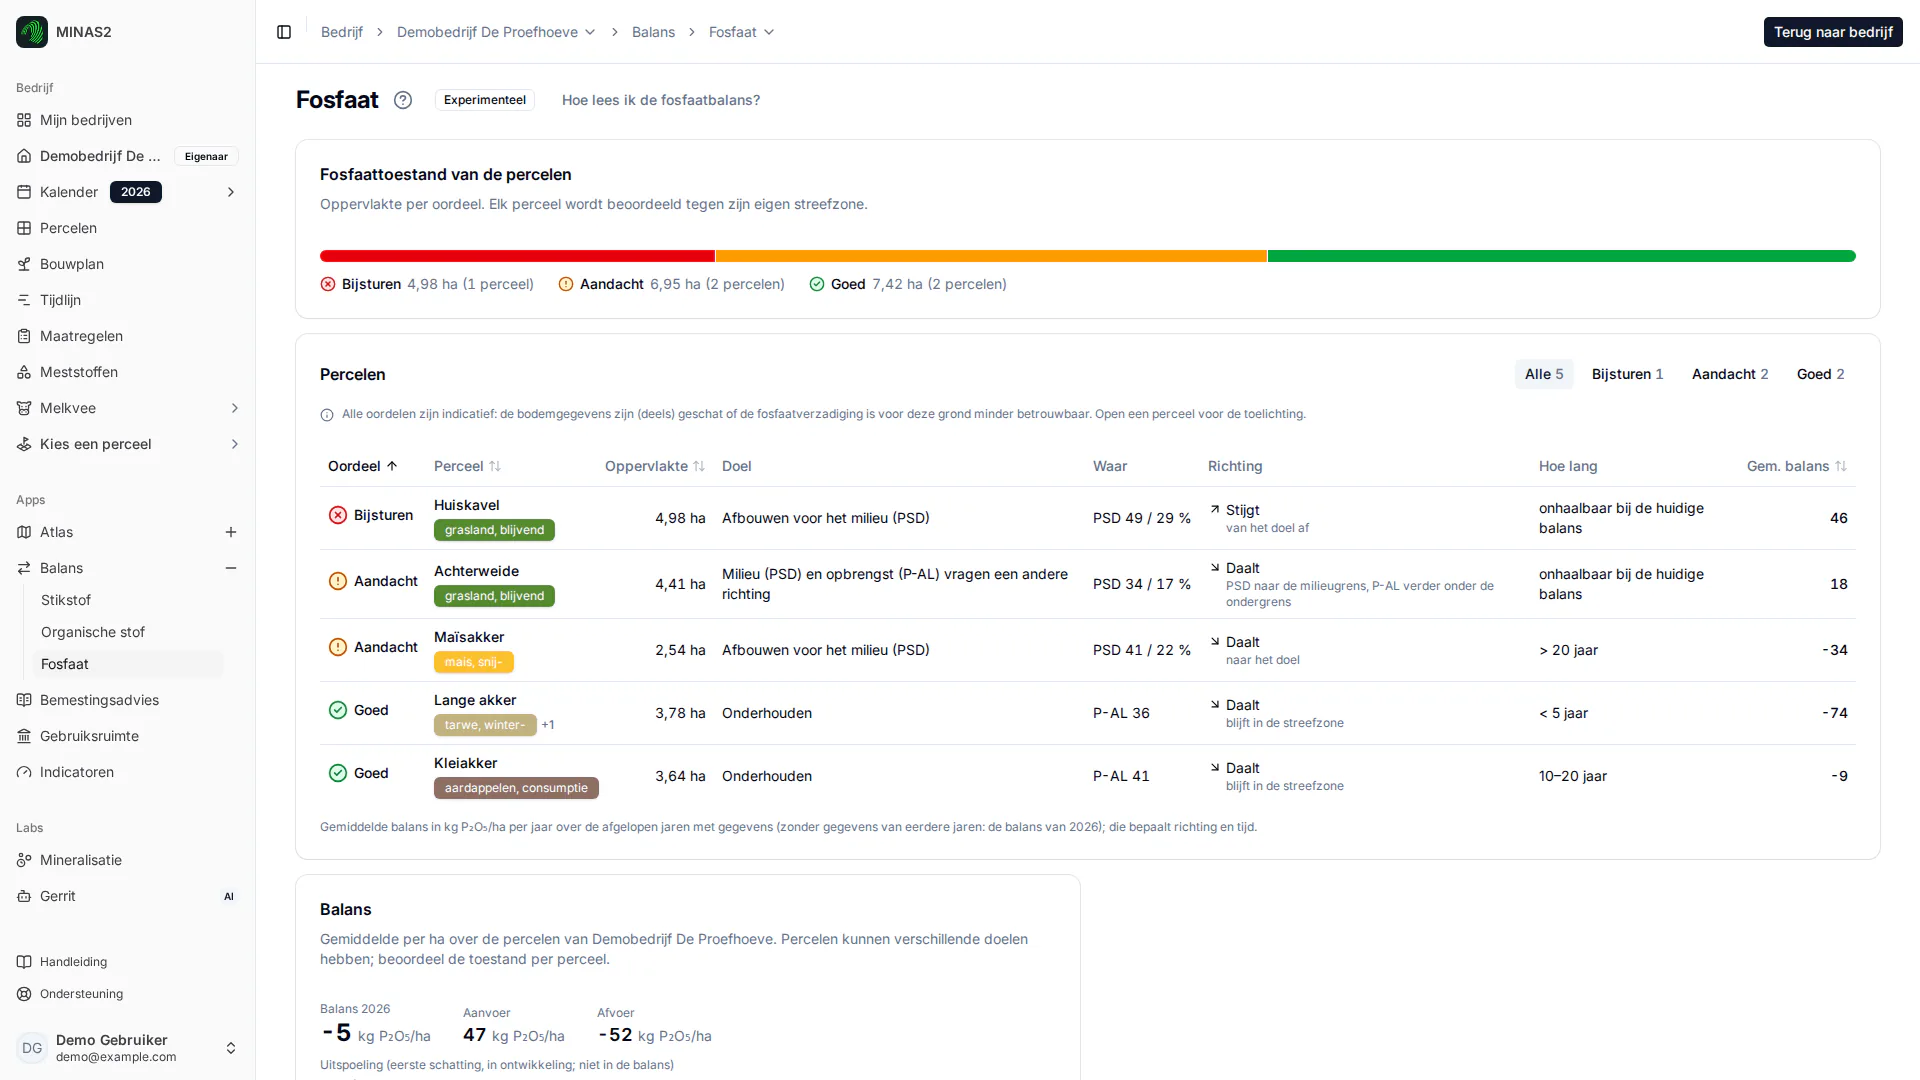 MINAS2
Bedrijf
Mijn bedrijven
Demobedrijf De ... Eigenaar
Kalender 2026
Percelen
Bouwplan
Tijdlijn
Maatregelen
Meststoffen
Melkvee
Kies een perceel
Apps
Atlas
Balans
Stikstof
Organische stof
Fosfaat
Bemestingsadvies
Gebruiksruimte
Indicatoren
Labs
Mineralisatie
Gerrit AI
Handleiding
Ondersteuning
DG Demo Gebruiker
demo@example.com
Bedrijf Demobedrijf De Proefhoeve Balans Fosfaat
Terug naar bedrijf
Fosfaat Experimenteel Hoe lees ik de fosfaatbalans?
Fosfaattoestand van de percelen
Oppervlakte per oordeel. Elk perceel wordt beoordeeld tegen zijn eigen streefzone.
Bijsturen 4,98 ha (1 perceel) Aandacht 6,95 ha (2 percelen) Goed 7,42 ha (2 percelen)
Percelen
Alle 5 Bijsturen 1 Aandacht 2 Goed 2
Alle oordelen zijn indicatief: de bodemgegevens zijn (deels) geschat of de fosfaatverzadiging is voor deze grond minder betrouwbaar. Open een perceel voor de toelichting.
Oordeel Perceel Oppervlakte Doel Waar Richting Hoe lang Gem. balans
Bijsturen Huiskavel 4,98 ha Afbouwen voor het milieu (PSD) PSD 49 / 29 % Stijgt onhaalbaar bij de huidige balans 46
grasland, blijvend van het doel af
Aandacht Achterweide 4,41 ha Milieu (PSD) en opbrengst (P-AL) vragen een andere richting PSD 34 / 17 % Daalt onhaalbaar bij de huidige balans 18
grasland, blijvend PSD naar de milieugrens, P-AL verder onder de ondergrens
Aandacht Maïsakker 2,54 ha Afbouwen voor het milieu (PSD) PSD 41 / 22 % Daalt > 20 jaar -34
mais, snij- naar het doel
Goed Lange akker 3,78 ha Onderhouden P-AL 36 Daalt < 5 jaar -74
tarwe, winter- +1 blijft in de streefzone
Goed Kleiakker 3,64 ha Onderhouden P-AL 41 Daalt 10–20 jaar -9
aardappelen, consumptie blijft in de streefzone
Gemiddelde balans in kg P₂O₅/ha per jaar over de afgelopen jaren met gegevens (zonder gegevens van eerdere jaren: de balans van 2026); die bepaalt richting en tijd.
Balans
Gemiddelde per ha over de percelen van Demobedrijf De Proefhoeve. Percelen kunnen verschillende doelen
hebben; beoordeel de toestand per perceel.
Balans 2026 Aanvoer Afvoer
-5 kg P₂O₅/ha 47 kg P₂O₅/ha -52 kg P₂O₅/ha
Uitspoeling (eerste schatting, in ontwikkeling; niet in de balans)